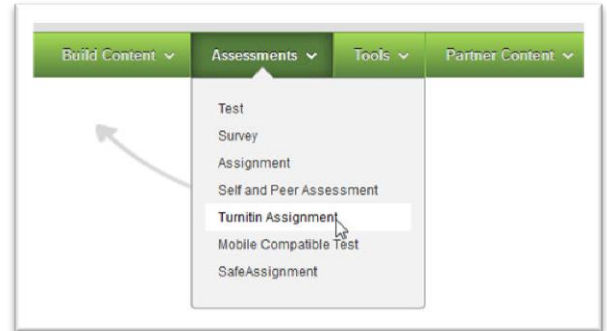 Build Content Assessments Tools Partner Content
Test
Survey
Assignment
Self and Peer Assessment
Turnitin Assignment
Mobile Compatible Test
SafeAssignment